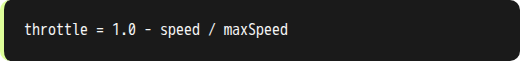 throttle = 1.0 - speed / maxSpeed